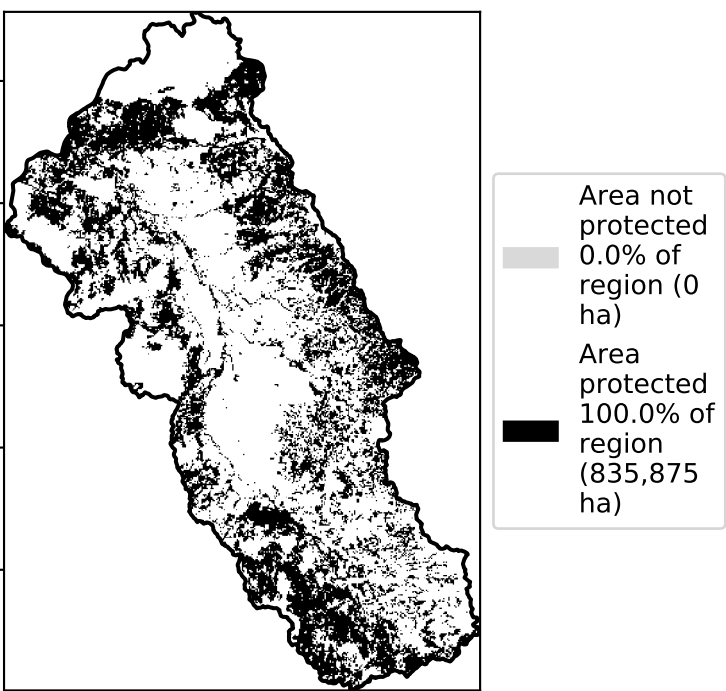 Area not
protected
0.0% of
region (0
ha)
Area
protected
100.0% of
region
(835,875
ha)